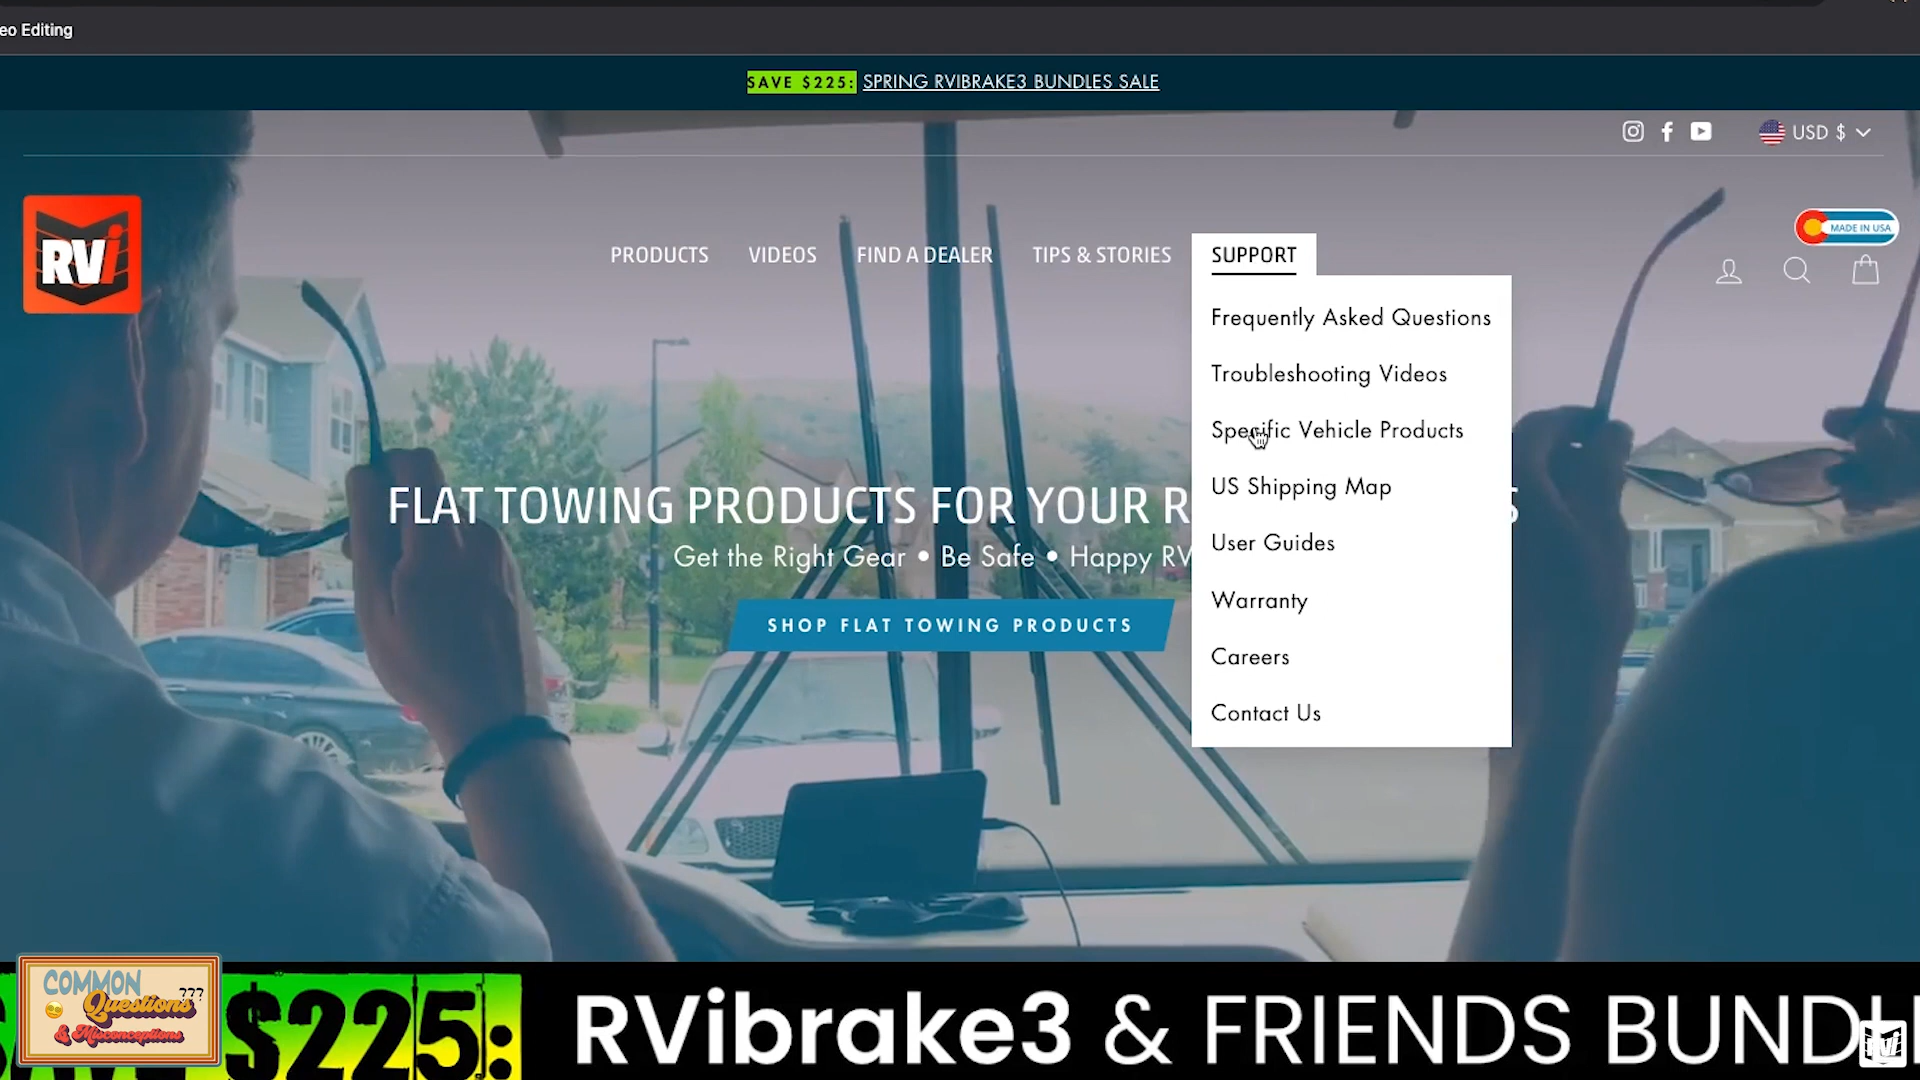 eo Editing
SAVE $225: SPRING RVIBRAKE3 BUNDLES SALE
USD $
RVi
MADE IN USA
PRODUCTS VIDEOS FIND A DEALER TIPS & STORIES SUPPORT
Frequently Asked Questions
Troubleshooting Videos
Specific Vehicle Products
US Shipping Map
User Guides
Warranty
Careers
Contact Us
FLAT TOWING PRODUCTS FOR YOUR R S
Get the Right Gear • Be Safe • Happy RV
SHOP FLAT TOWING PRODUCTS
COMMON
Questions ???
& Misconceptions
$225: RVibrake3 & FRIENDS BUNDL
RVi